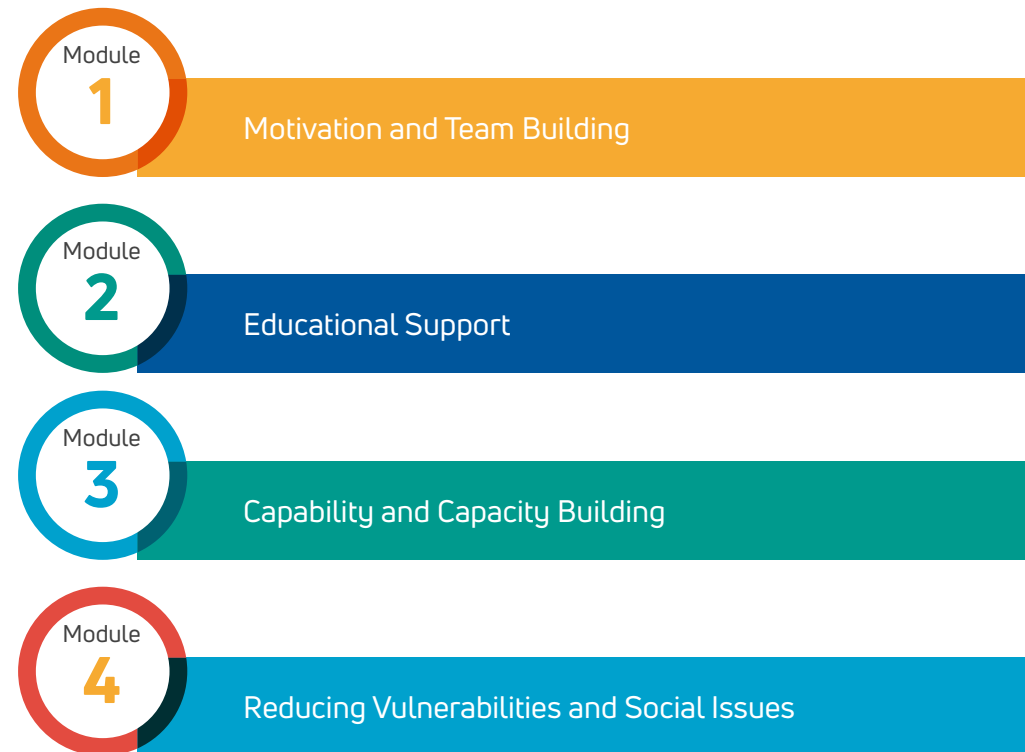 Module
1
Motivation and Team Building
Module
2
Educational Support
Module
3
Capability and Capacity Building
Module
4
Reducing Vulnerabilities and Social Issues